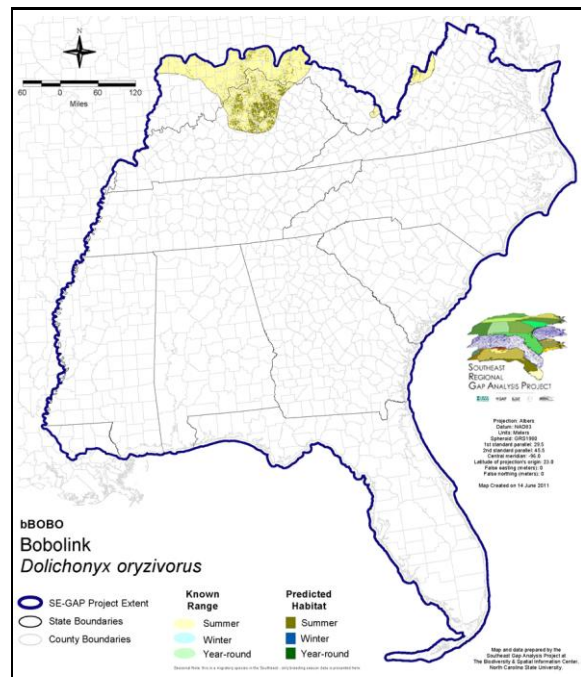 N
60 0 60 120
Miles
SOUTHEAST
REGIONAL
GAP ANALYSIS PROJECT
Projection: Albers
Datum: NAD83
Units: Meters
Spheroid: GRS1980
1st standard parallel: 29.5
2nd standard parallel: 45.5
Central meridian: -96.0
Latitude of projection's origin: 23.0
False easting (meters): 0
False northing (meters): 0
Map Created on 14 June 2011
bBOBO
Bobolink
Dolichonyx oryzivorus
SE-GAP Project Extent
State Boundaries
County Boundaries
Known
Range
Summer
Winter
Year-round
Predicted
Habitat
Summer
Winter
Year-round
Map and data prepared by the
Southeast Gap Analysis Project at
The Biodiversity & Spatial Information Center,
North Carolina State University.